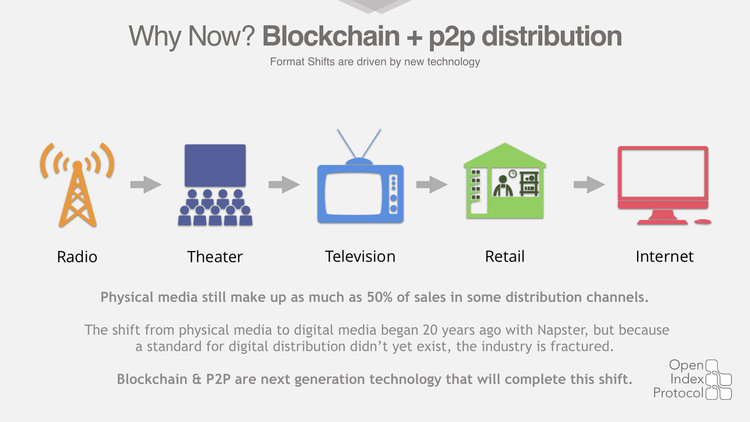 Why Now? Blockchain + p2p distribution
Format Shifts are driven by new technology
Radio
Theater
Television
Retail
Internet
Physical media still make up as much as 50% of sales in some distribution channels.
The shift from physical media to digital media began 20 years ago with Napster, but because
a standard for digital distribution didn’t yet exist, the industry is fractured.
Blockchain & P2P are next generation technology that will complete this shift.
Open
Index
Protocol